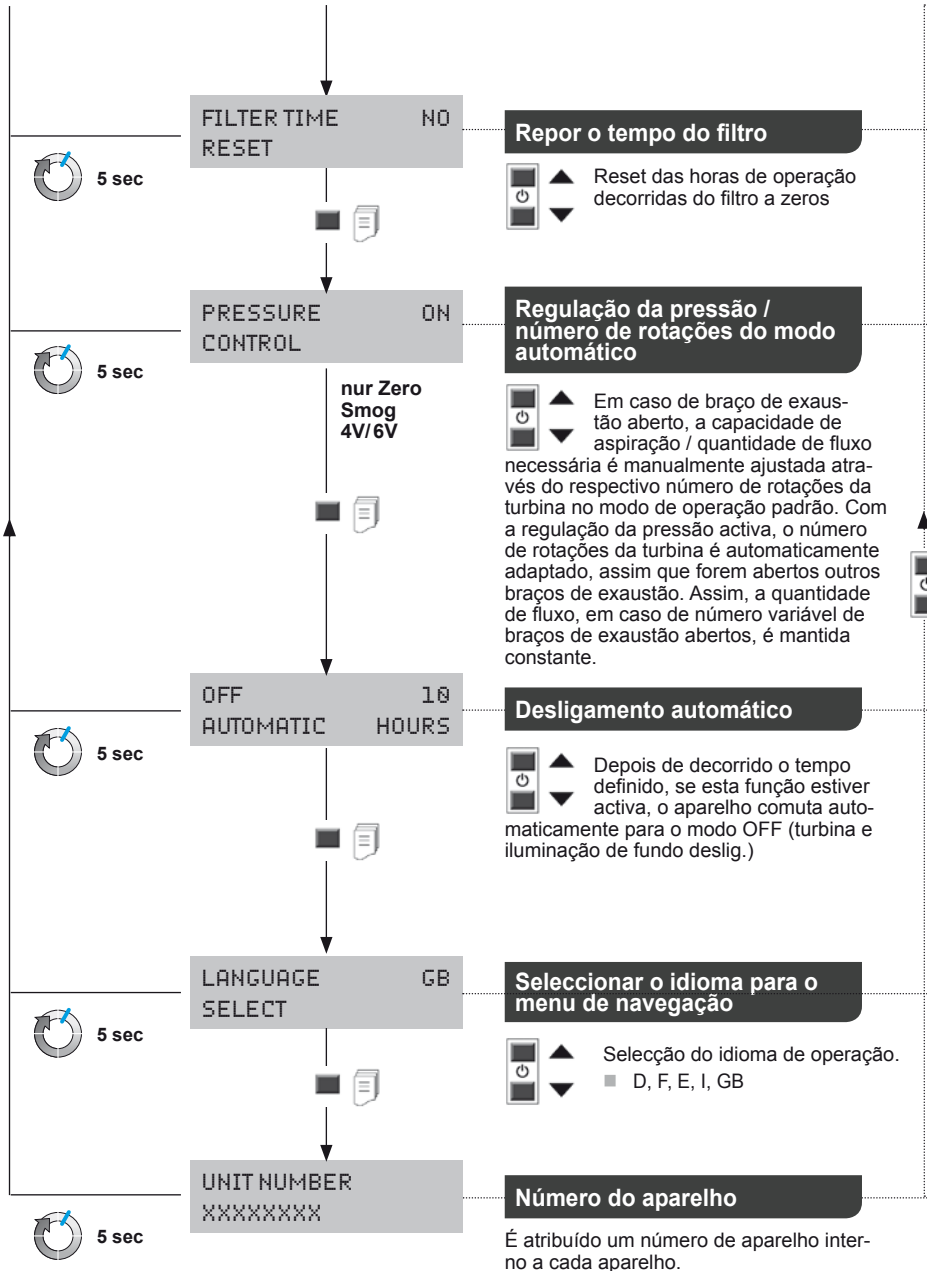 FILTER TIME NO
RESET
5 sec
Repor o tempo do filtro
Reset das horas de operação
decorridas do filtro a zeros
PRESSURE ON
CONTROL
5 sec
nur Zero
Smog
4V/ 6V
Regulação da pressão /
número de rotações do modo
automático
Em caso de braço de exaus-
tão aberto, a capacidade de
aspiração / quantidade de fluxo
necessária é manualmente ajustada atra-
vés do respectivo número de rotações da
turbina no modo de operação padrão. Com
a regulação da pressão activa, o número
de rotações da turbina é automaticamente
adaptado, assim que forem abertos outros
braços de exaustão. Assim, a quantidade
de fluxo, em caso de número variável de
braços de exaustão abertos, é mantida
constante.
OFF 10
AUTOMATIC HOURS
5 sec
Desligamento automático
Depois de decorrido o tempo
definido, se esta função estiver
activa, o aparelho comuta auto-
maticamente para o modo OFF (turbina e
iluminação de fundo deslig.)
LANGUAGE GB
SELECT
5 sec
Seleccionar o idioma para o
menu de navegação
Selecção do idioma de operação.
D, F, E, I, GB
UNIT NUMBER
XXXXXXXX
5 sec
Número do aparelho
É atribuído um número de aparelho inter-
no a cada aparelho.